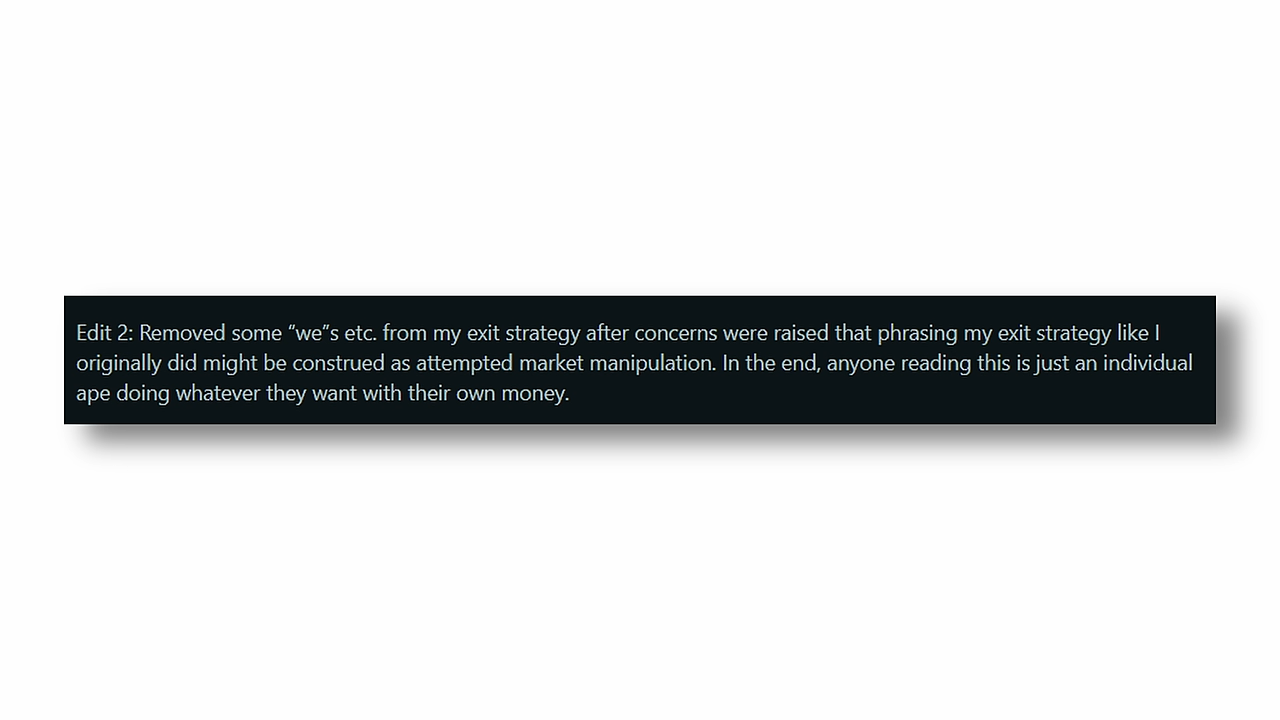 Edit 2: Removed some “we”s etc. from my exit strategy after concerns were raised that phrasing my exit strategy like I
originally did might be construed as attempted market manipulation. In the end, anyone reading this is just an individual
ape doing whatever they want with their own money.